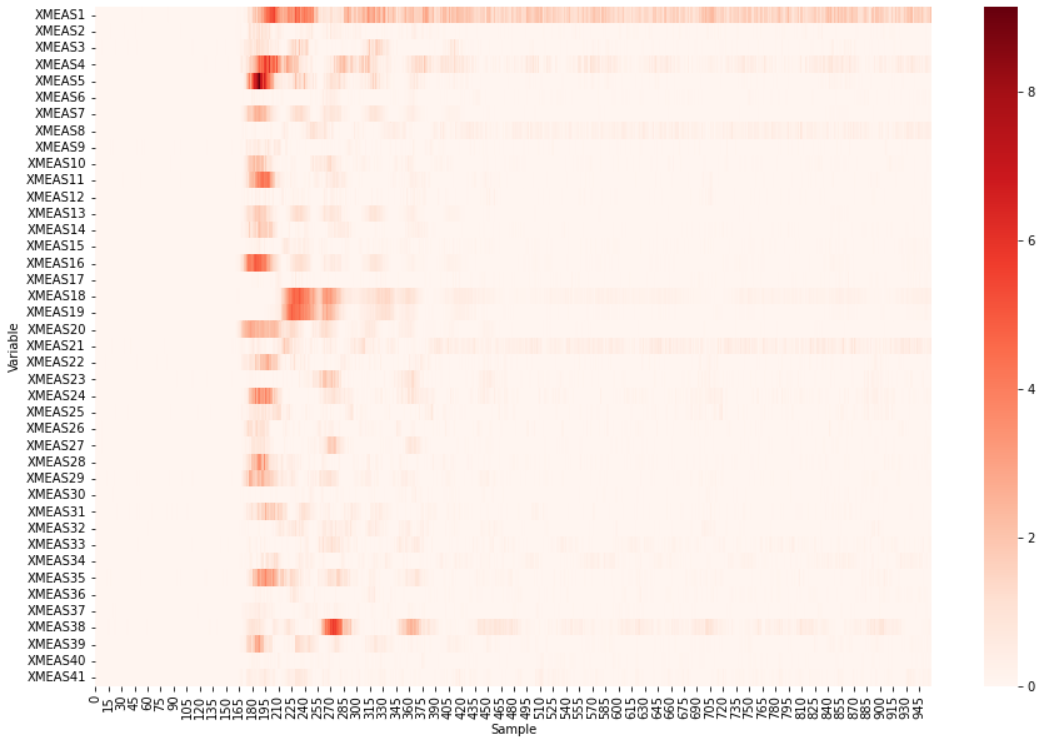 XMEAS1
XMEAS2
XMEAS3
XMEAS4
XMEAS5
XMEAS6
XMEAS7
XMEAS8
XMEAS9
XMEAS10
XMEAS11
XMEAS12
XMEAS13
XMEAS14
XMEAS15
XMEAS16
XMEAS17
XMEAS18
XMEAS19
XMEAS20
XMEAS21
XMEAS22
XMEAS23
XMEAS24
XMEAS25
XMEAS26
XMEAS27
XMEAS28
XMEAS29
XMEAS30
XMEAS31
XMEAS32
XMEAS33
XMEAS34
XMEAS35
XMEAS36
XMEAS37
XMEAS38
XMEAS39
XMEAS40
XMEAS41
Variable
0 15 30 45 60 75 90 105 120 135 150 165 180 195 210 225 240 255 270 285 300 315 330 345 360 375 390 405 420 435 450 465 480 495 510 525 540 555 570 585 600 615 630 645 660 675 690 705 720 735 750 765 780 795 810 825 840 855 870 885 900 915 930 945
Sample
8
6
4
2
0